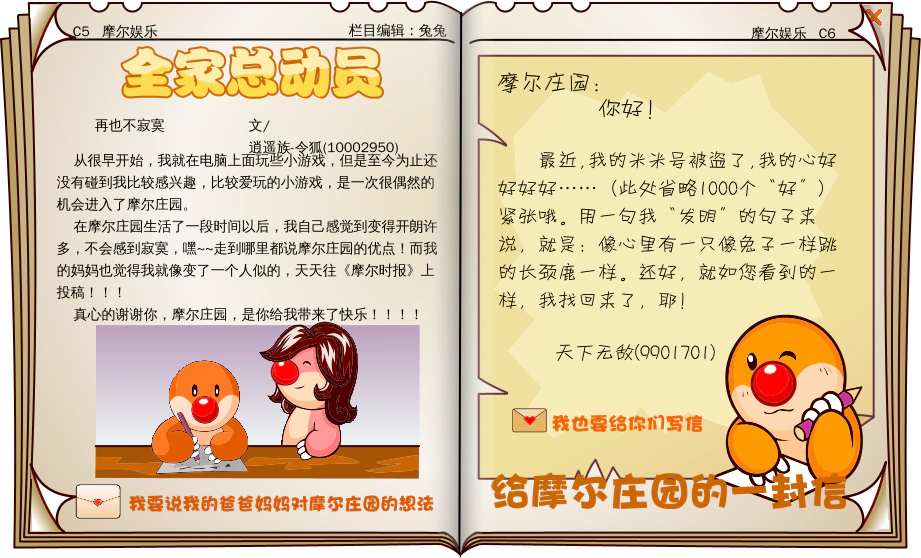 C5 摩尔娱乐
栏目编辑：兔兔
全家总动员
再也不寂寞
文/
逍遥族-令狐(10002950)
从很早开始，我就在电脑上面玩些小游戏，但是至今为止还
没有碰到我比较感兴趣，比较爱玩的小游戏，是一次很偶然的
机会进入了摩尔庄园。
在摩尔庄园生活了一段时间以后，我自己感觉到变得开朗许
多，不会感到寂寞，嘿~~走到哪里都说摩尔庄园的优点！而我
的妈妈也觉得我就像变了一个人似的，天天往《摩尔时报》上
投稿！！！
真心的谢谢你，摩尔庄园，是你给我带来了快乐！！！！
我要说我的爸爸妈妈对摩尔庄园的想法
摩尔娱乐 C6
摩尔庄园：
你好！
最近，我的米米号被盗了，我的心好
好好好……（此处省略1000个“好”）
紧张哦。用一句我“发明”的句子来
说，就是：像心里有一只像兔子一样跳
的长颈鹿一样。还好，就如您看到的一
样，我找回来了，耶！
天下无敌(9901701)
我也要给你们写信
给摩尔庄园的一封信